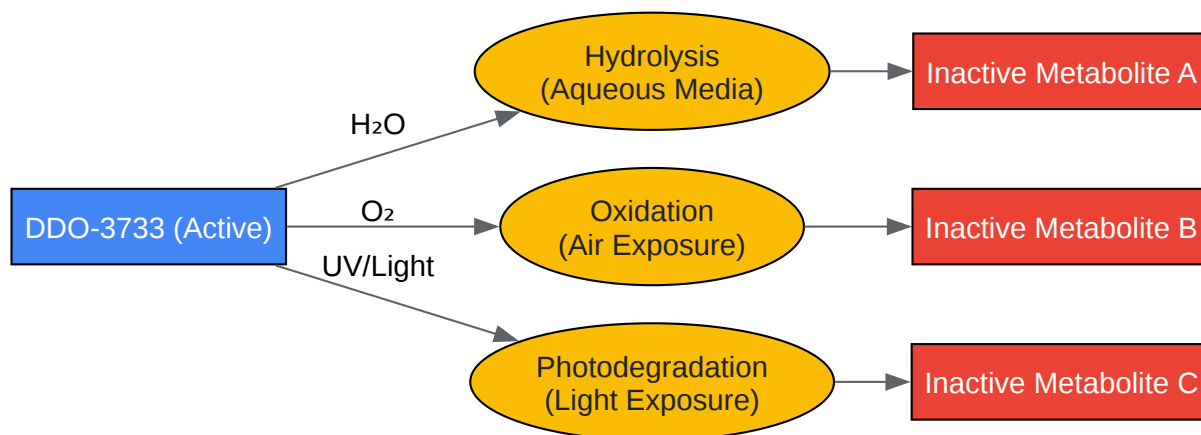 Hydrolysis
(Aqueous Media)
Inactive Metabolite A
H₂O
DDO-3733 (Active)
O₂
Oxidation
(Air Exposure)
Inactive Metabolite B
UV/Light
Photodegradation
(Light Exposure)
Inactive Metabolite C